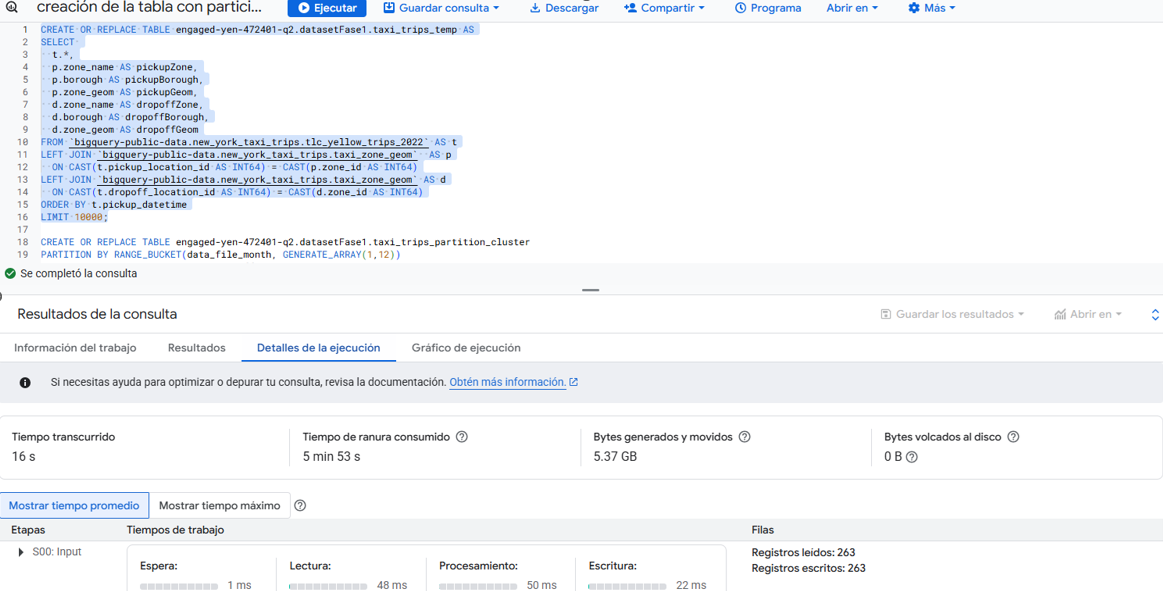 creación de la tabla con partici...
Ejecutar
Guardar consulta
Descargar
Compartir
Programa
Abrir en
Más
1 CREATE OR REPLACE TABLE engaged-yen-472401-q2.datasetFase1.taxi_trips_temp AS
2 SELECT
3 t.*,
4 p.zone_name AS pickupZone,
5 p.borough AS pickupBorough,
6 p.zone_geom AS pickupGeom,
7 d.zone_name AS dropoffZone,
8 d.borough AS dropoffBorough,
9 d.zone_geom AS dropoffGeom
10 FROM `bigquery-public-data.new_york_taxi_trips.tlc_yellow_trips_2022` AS t
11 LEFT JOIN `bigquery-public-data.new_york_taxi_trips.taxi_zone_geom` AS p
12 ON CAST(t.pickup_location_id AS INT64) = CAST(p.zone_id AS INT64)
13 LEFT JOIN `bigquery-public-data.new_york_taxi_trips.taxi_zone_geom` AS d
14 ON CAST(t.dropoff_location_id AS INT64) = CAST(d.zone_id AS INT64)
15 ORDER BY t.pickup_datetime
16 LIMIT 10000;
17
18 CREATE OR REPLACE TABLE engaged-yen-472401-q2.datasetFase1.taxi_trips_partition_cluster
19 PARTITION BY RANGE_BUCKET(data_file_month, GENERATE_ARRAY(1,12))
Se completó la consulta
Resultados de la consulta
Guardar los resultados
Abrir en
Información del trabajo
Resultados
Detalles de la ejecución
Gráfico de ejecución
Si necesitas ayuda para optimizar o depurar tu consulta, revisa la documentación. Obtén más información.
Tiempo transcurrido
16 s
Tiempo de ranura consumido
5 min 53 s
Bytes generados y movidos
5.37 GB
Bytes volcados al disco
0 B
Mostrar tiempo promedio
Mostrar tiempo máximo
Etapas
Tiempos de trabajo
Filas
S00: Input
Espera:
1 ms
Lectura:
48 ms
Procesamiento:
50 ms
Escritura:
22 ms
Registros leídos: 263
Registros escritos: 263